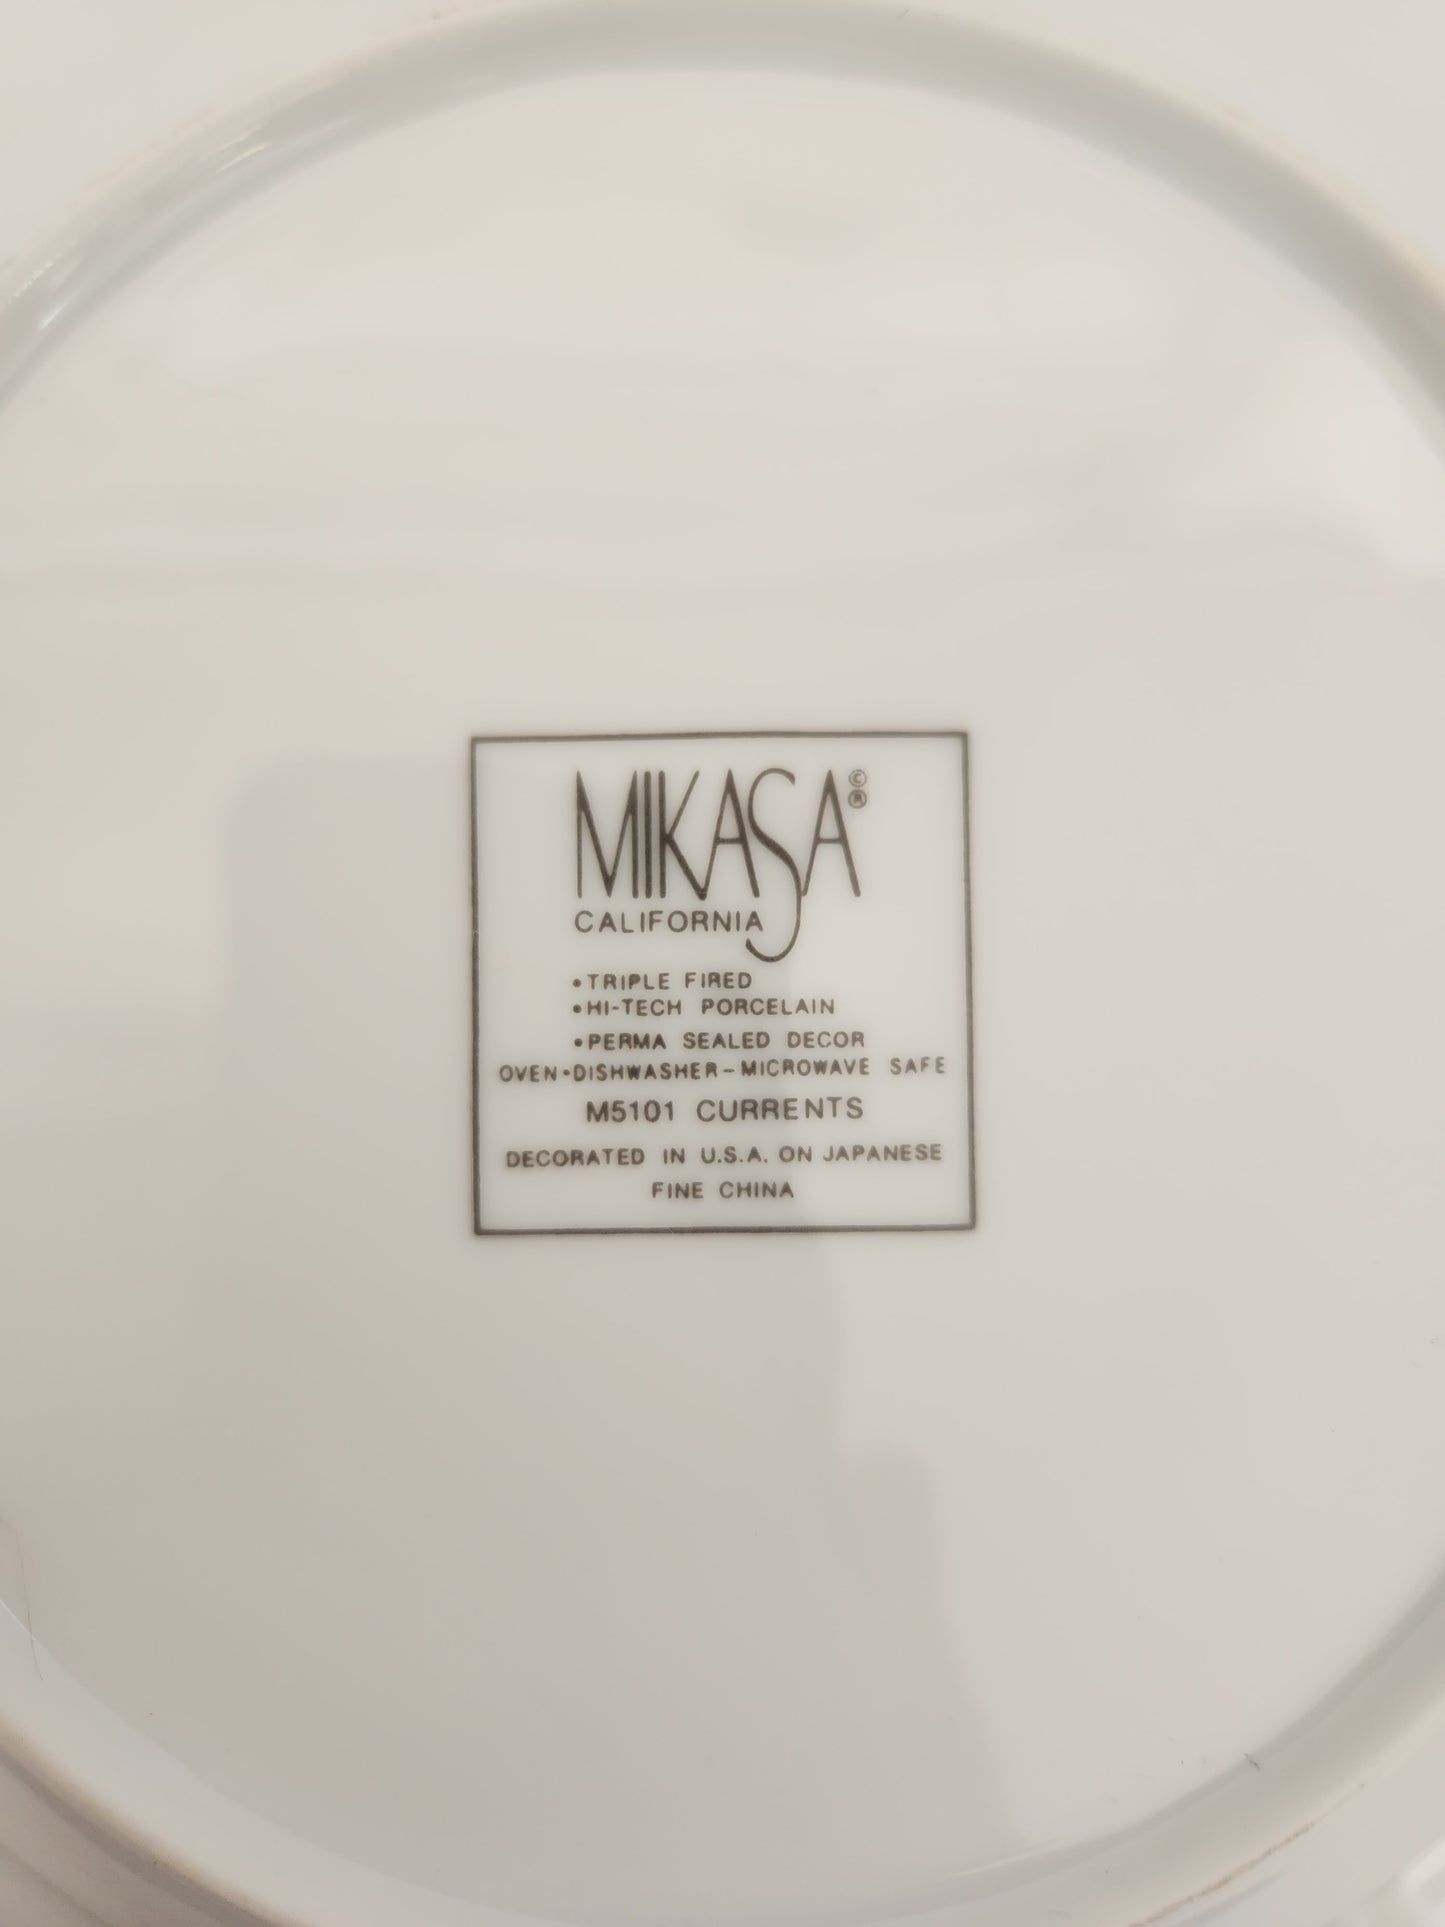 MIKASA©®
CALIFORNIA
•TRIPLE FIRED
•HI-TECH PORCELAIN
•PERMA SEALED DECOR
OVEN•DISHWASHER–MICROWAVE SAFE
M5101 CURRENTS
DECORATED IN U.S.A. ON JAPANESE
FINE CHINA